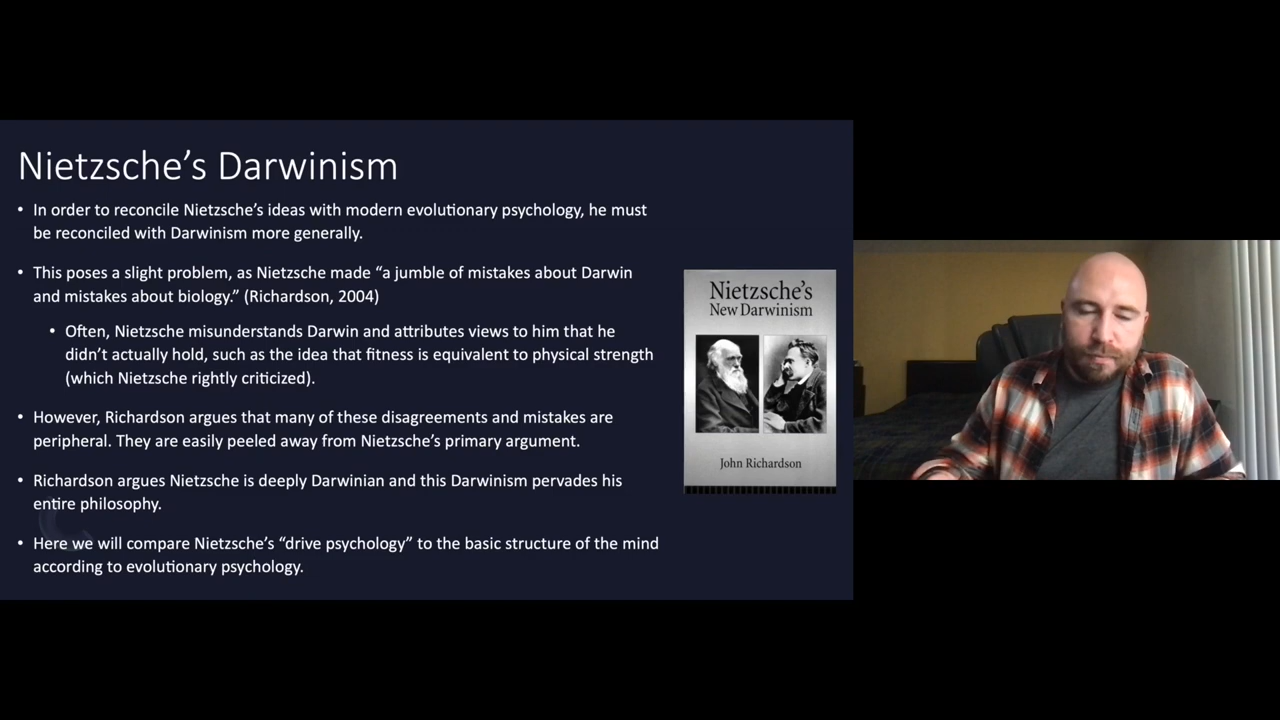 Nietzsche's Darwinism
• In order to reconcile Nietzsche's ideas with modern evolutionary psychology, he must
be reconciled with Darwinism more generally.
• This poses a slight problem, as Nietzsche made “a jumble of mistakes about Darwin
and mistakes about biology.” (Richardson, 2004)
• Often, Nietzsche misunderstands Darwin and attributes views to him that he
didn't actually hold, such as the idea that fitness is equivalent to physical strength
(which Nietzsche rightly criticized).
• However, Richardson argues that many of these disagreements and mistakes are
peripheral. They are easily peeled away from Nietzsche's primary argument.
• Richardson argues Nietzsche is deeply Darwinian and this Darwinism pervades his
entire philosophy.
• Here we will compare Nietzsche's “drive psychology” to the basic structure of the mind
according to evolutionary psychology.
Nietzsche's
New Darwinism
John Richardson